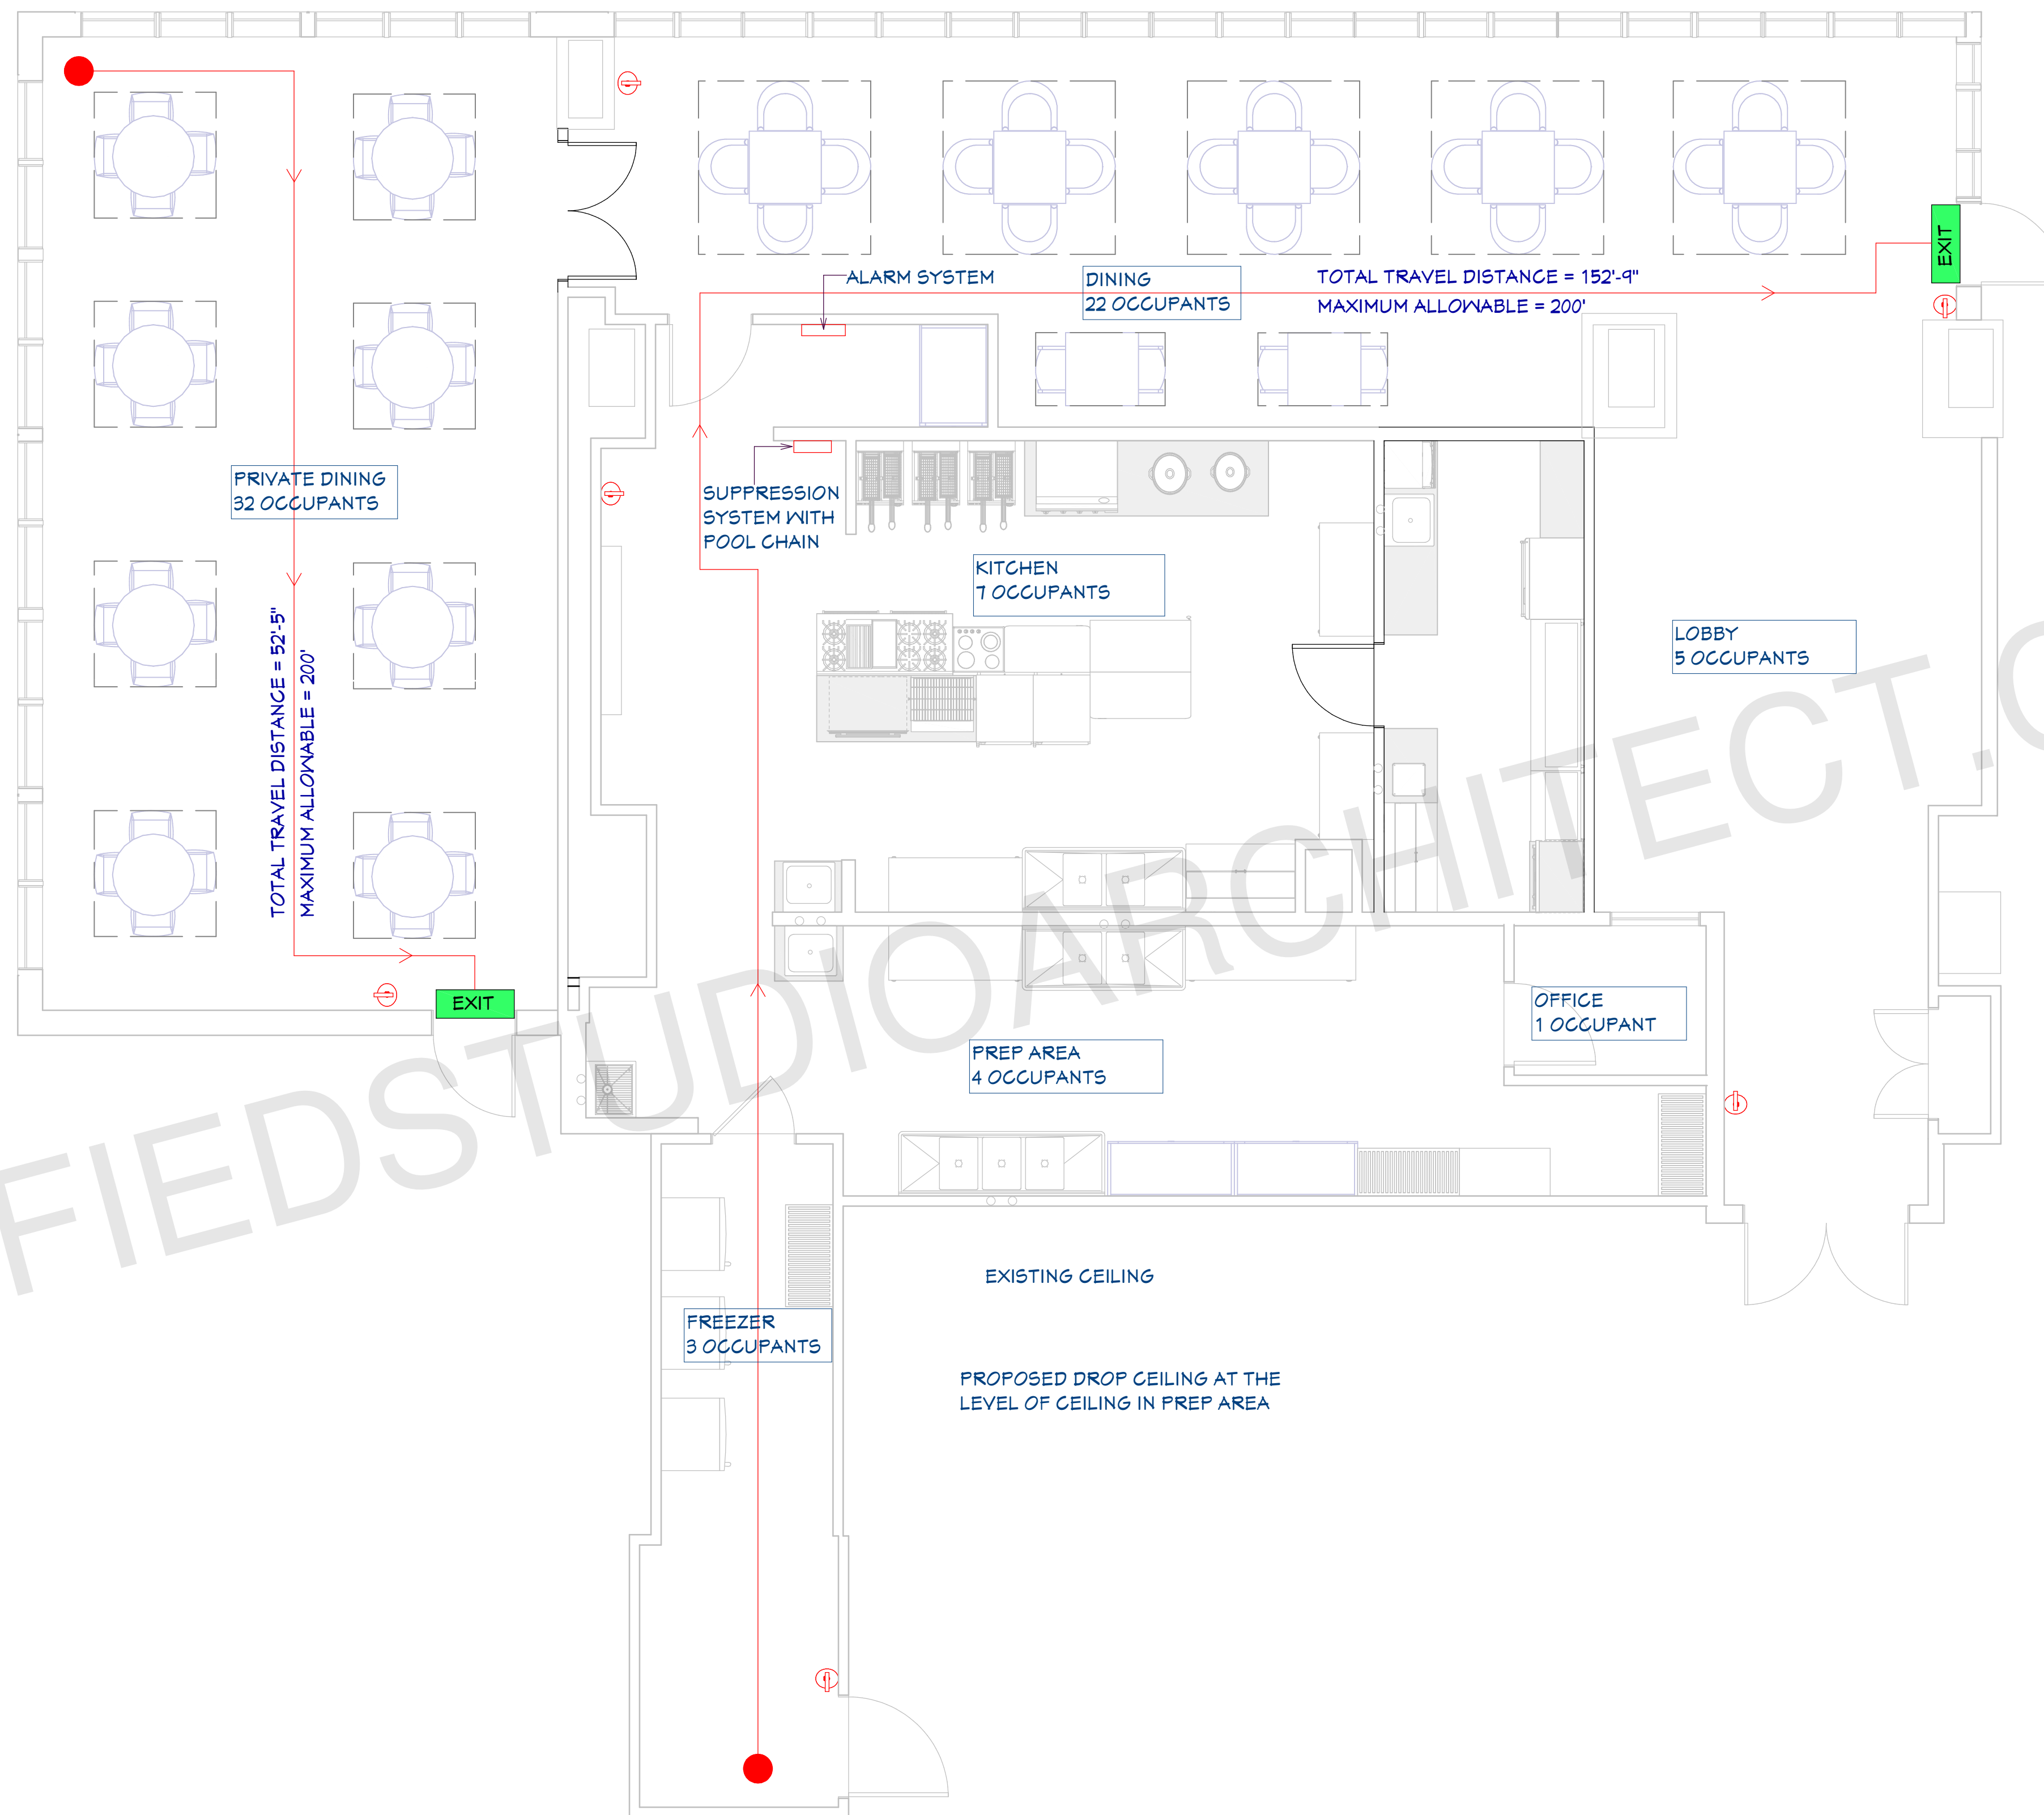 EXIT
ALARM SYSTEM
DINING
22 OCCUPANTS
TOTAL TRAVEL DISTANCE = 152'-9"
MAXIMUM ALLOWABLE = 200'
PRIVATE DINING
32 OCCUPANTS
SUPPRESSION
SYSTEM WITH
POOL CHAIN
KITCHEN
7 OCCUPANTS
LOBBY
5 OCCUPANTS
TOTAL TRAVEL DISTANCE = 52'-5"
MAXIMUM ALLOWABLE = 200'
EXIT
OFFICE
1 OCCUPANT
PREP AREA
4 OCCUPANTS
FIEDSTUDIOARCHITECT.C
EXISTING CEILING
FREEZER
3 OCCUPANTS
PROPOSED DROP CEILING AT THE
LEVEL OF CEILING IN PREP AREA